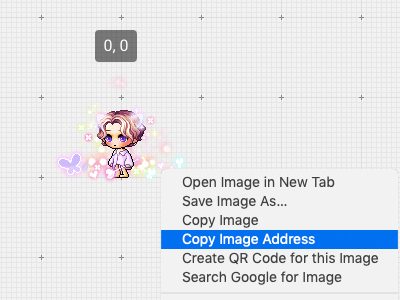 0, 0
Open Image in New Tab
Save Image As...
Copy Image
Copy Image Address
Create QR Code for this Image
Search Google for Image